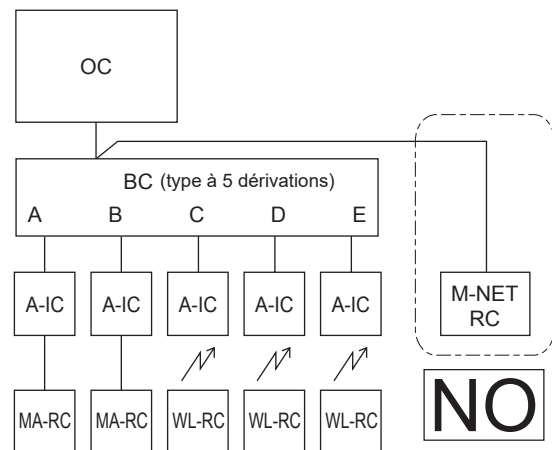 OC
BC (type à 5 dérivations)
A B C D E
A-IC A-IC A-IC A-IC A-IC
M-NET
RC
MA-RC MA-RC WL-RC WL-RC WL-RC
NO